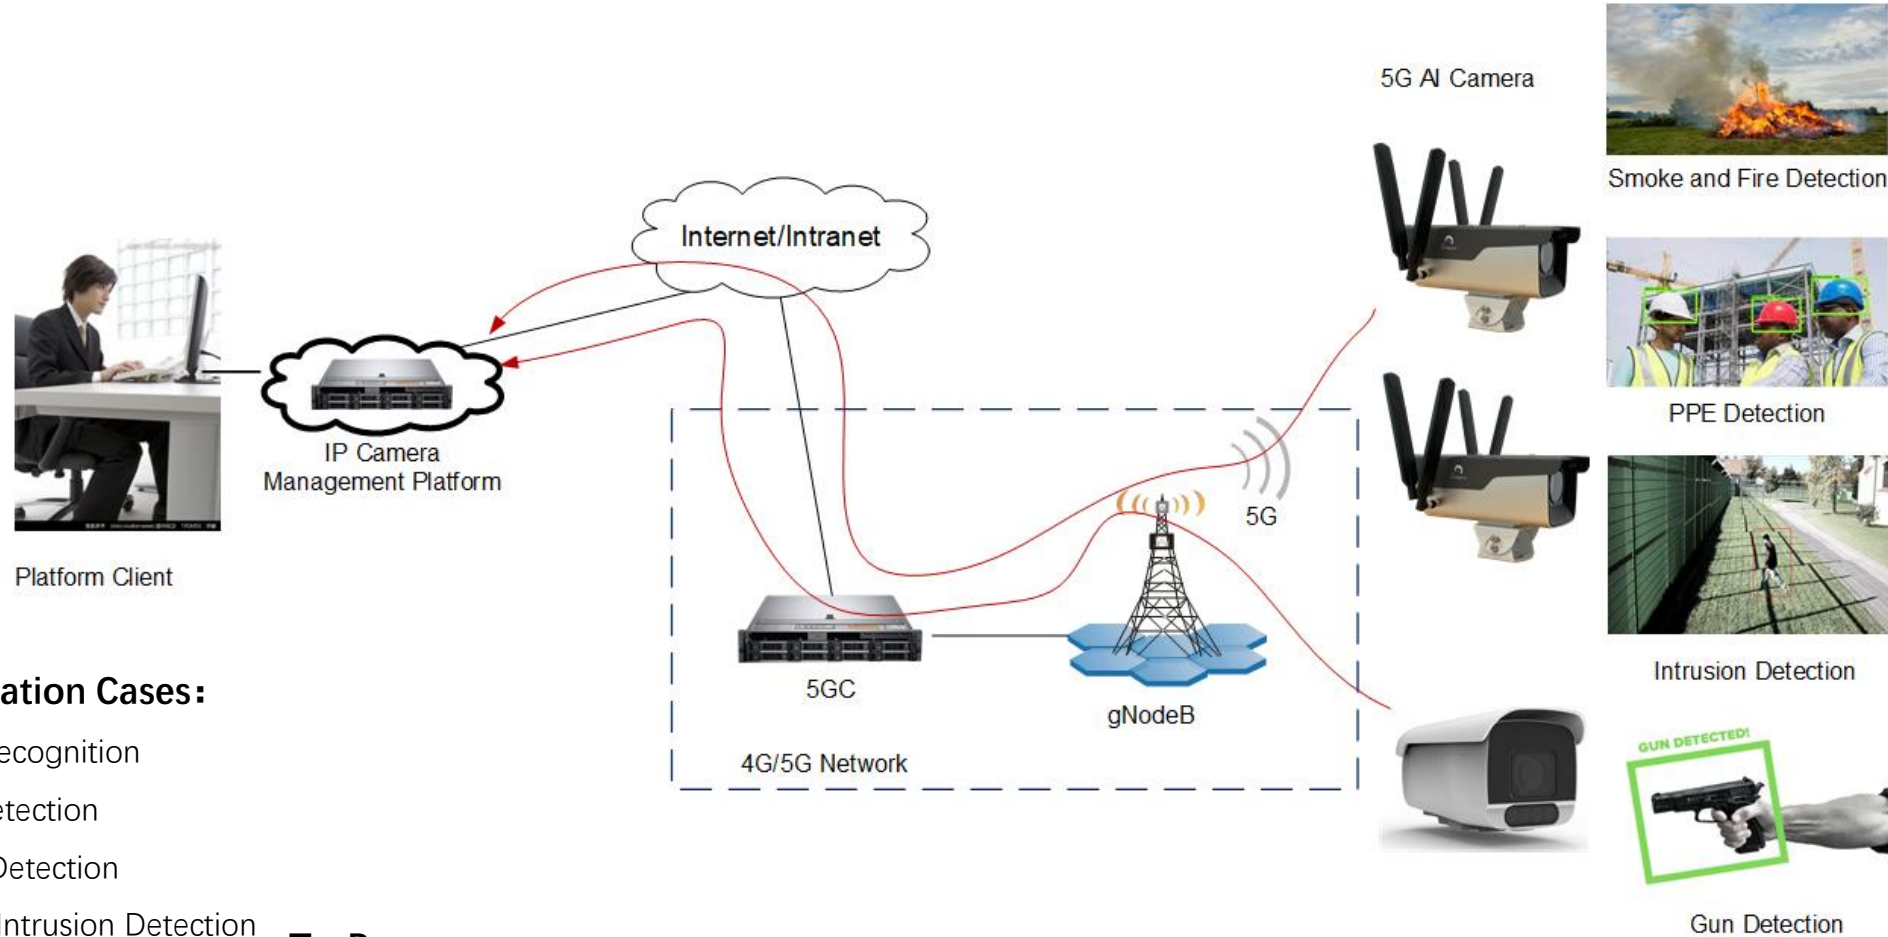 5G AI Camera
Smoke and Fire Detection
Internet/Intranet
PPE Detection
IP Camera
Management Platform
5G
Platform Client
Intrusion Detection
5GC
gNodeB
4G/5G Network
GUN DETECTED!
Gun Detection
ation Cases：
ecognition
etection
Detection
Intrusion Detection